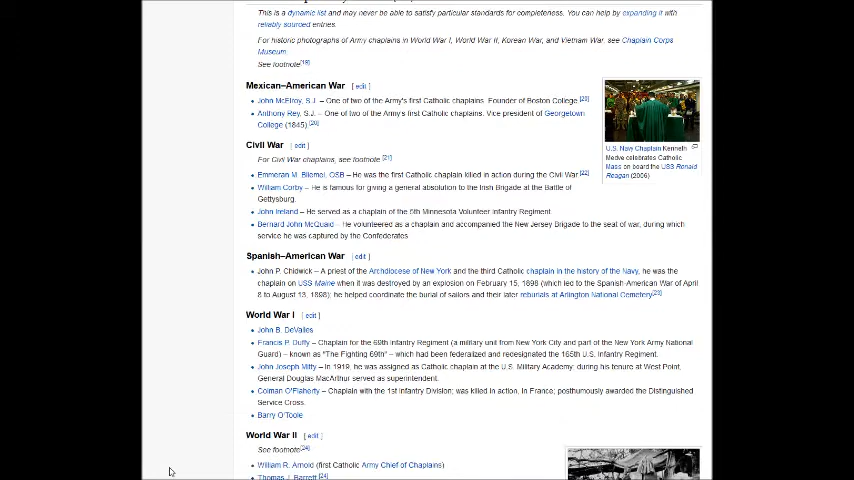 This is a dynamic list and may never be able to satisfy particular standards for completeness. You can help by expanding it with
reliably sourced entries.
For historic photographs of Army chaplains in World War I, World War II, Korean War, and Vietnam War, see Chaplain Corps
Museum.
See footnote[19]
Mexican–American War [ edit ]
John McElroy, S.J. – One of two of the Army's first Catholic chaplains. Founder of Boston College.[20]
Anthony Rey, S.J. – One of two of the Army's first Catholic chaplains. Vice president of Georgetown
College (1845).[20]
U.S. Navy Chaplain Kenneth
Medve celebrates Catholic
Mass on board the USS Ronald
Reagan (2006)
Civil War [ edit ]
For Civil War chaplains, see footnote [21]
Emmeran M. Bliemel, OSB – He was the first Catholic chaplain killed in action during the Civil War.[22]
William Corby – He is famous for giving a general absolution to the Irish Brigade at the Battle of
Gettysburg.
John Ireland – He served as a chaplain of the 5th Minnesota Volunteer Infantry Regiment.
Bernard John McQuaid – He volunteered as a chaplain and accompanied the New Jersey Brigade to the seat of war, during which
service he was captured by the Confederates
Spanish–American War [ edit ]
John P. Chidwick – A priest of the Archdiocese of New York and the third Catholic chaplain in the history of the Navy, he was the
chaplain on USS Maine when it was destroyed by an explosion on February 15, 1898 (which led to the Spanish-American War of April
8 to August 13, 1898); he helped coordinate the burial of sailors and their later reburials at Arlington National Cemetery[23]
World War I [ edit ]
John B. DeValles
Francis P. Duffy – Chaplain for the 69th Infantry Regiment (a military unit from New York City and part of the New York Army National
Guard) – known as "The Fighting 69th" – which had been federalized and redesignated the 165th U.S. Infantry Regiment.
John Joseph Mitty – In 1919, he was assigned as Catholic chaplain at the U.S. Military Academy; during his tenure at West Point,
General Douglas MacArthur served as superintendent.
Colman O'Flaherty – Chaplain with the 1st Infantry Division; was killed in action, in France; posthumously awarded the Distinguished
Service Cross.
Barry O'Toole
World War II [ edit ]
See footnote[24]
William R. Arnold (first Catholic Army Chief of Chaplains)
Thomas J. Barrett [24]